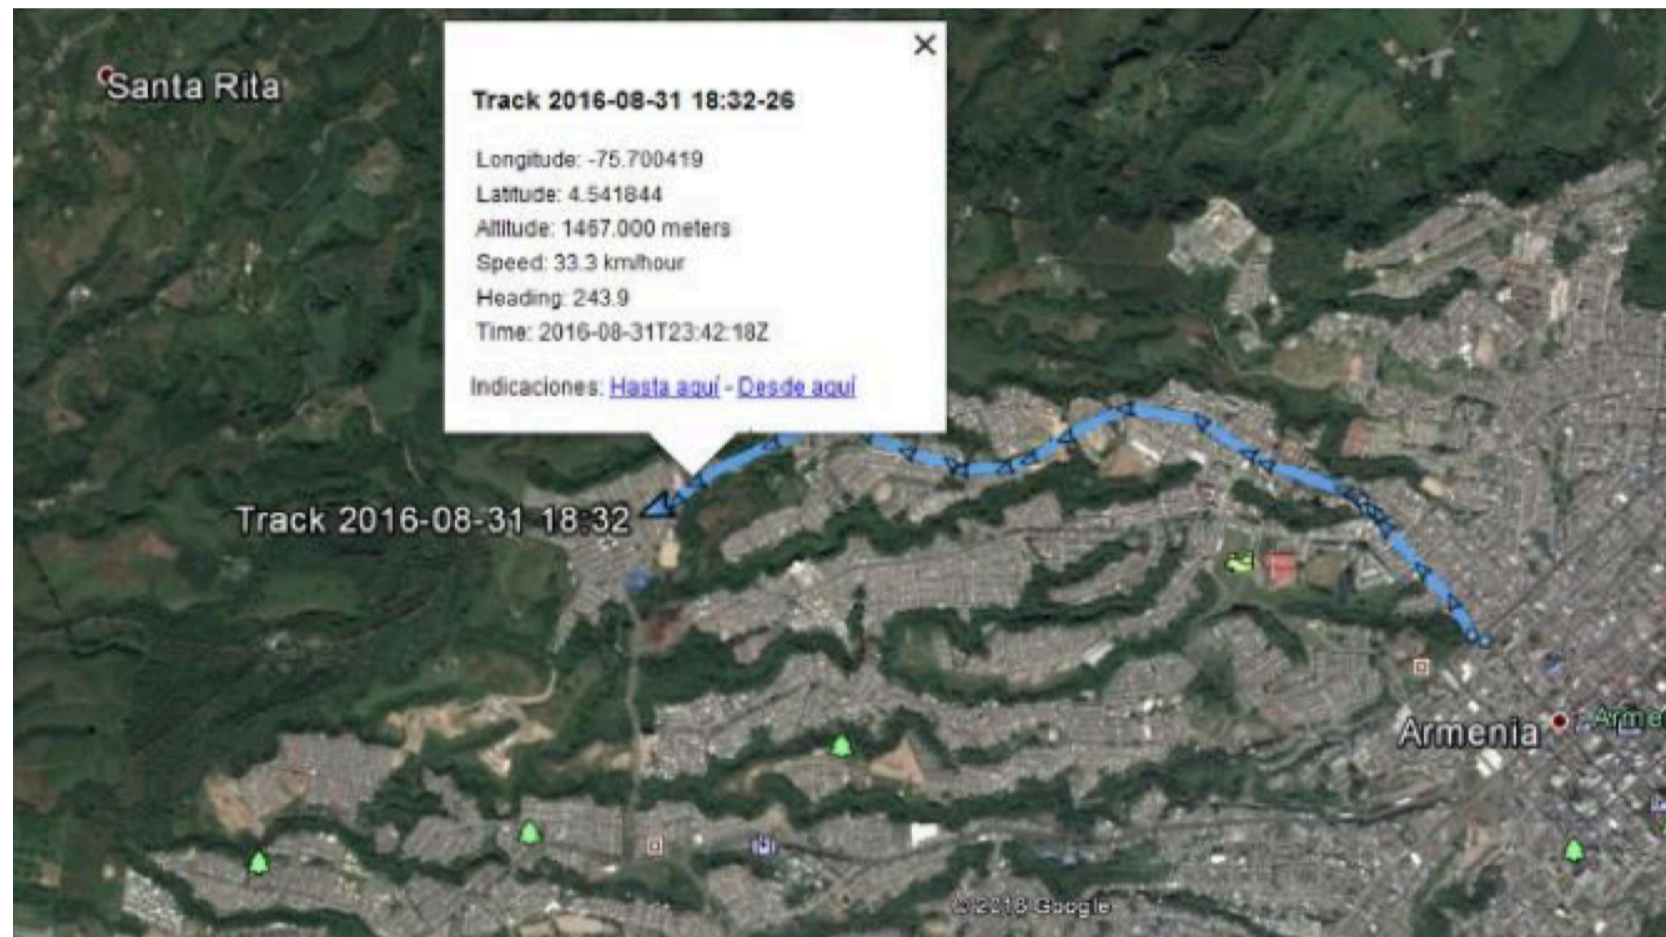 Santa Rita
Track 2016-08-31 18:32-26
Longitude: -75.700419
Latitude: 4.541844
Altitude: 1467.000 meters
Speed: 33.3 km/hour
Heading: 243.9
Time: 2016-08-31T23:42:18Z
Indicaciones: Hasta aquí - Desde aquí
Track 2016-08-31 18:32
Armenia
Armer
Google